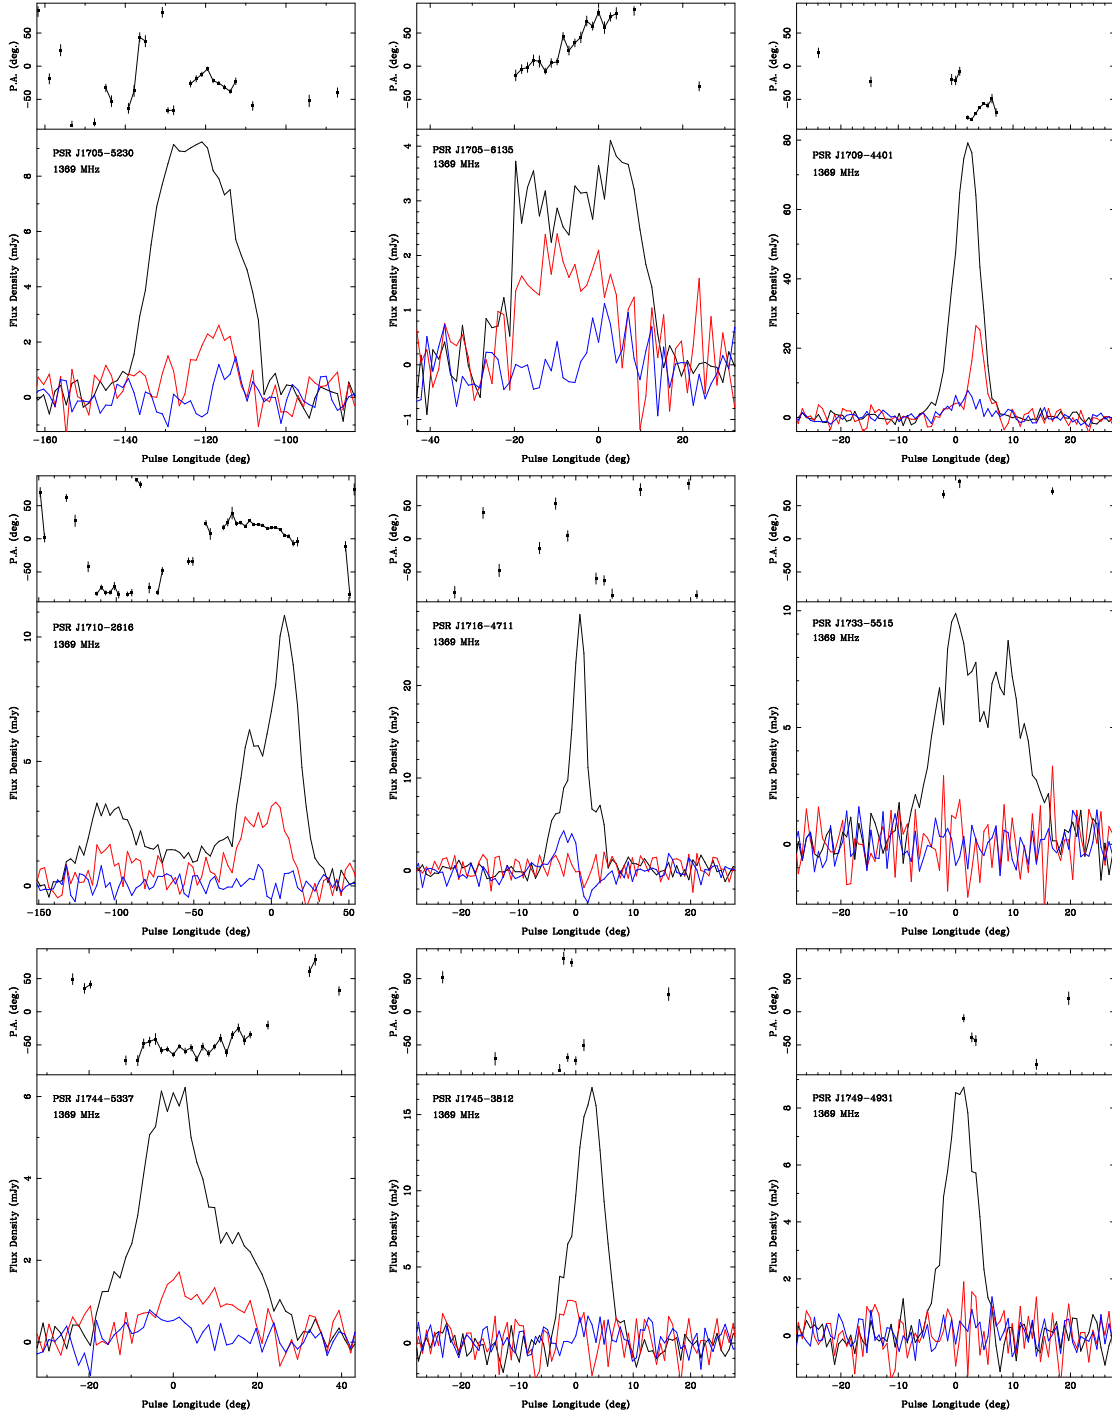 P.A. (deg.)
-50 0 50
P.A. (deg.)
-50 0 50
P.A. (deg.)
-50 0 50
PSR J1705-5230
1369 MHz
Flux Density (mJy)
0 2 4 6 8
-160 -140 -120 -100
Pulse Longitude (deg)
PSR J1705-6135
1369 MHz
Flux Density (mJy)
1 0 1 2 3 4
-40 -20 0 20
Pulse Longitude (deg)
PSR J1709-4401
1369 MHz
Flux Density (mJy)
0 20 40 60 80
-20 -10 0 10 20
Pulse Longitude (deg)
P.A. (deg.)
-50 0 50
P.A. (deg.)
-50 0 50
P.A. (deg.)
-50 0 50
PSR J1710-2616
1369 MHz
Flux Density (mJy)
0 5 10
-150 -100 -50 0 50
Pulse Longitude (deg)
PSR J1716-4711
1369 MHz
Flux Density (mJy)
0 10 20
-20 -10 0 10 20
Pulse Longitude (deg)
PSR J1733-5515
1369 MHz
Flux Density (mJy)
0 5 10
-20 -10 0 10 20
Pulse Longitude (deg)
P.A. (deg.)
-50 0 50
P.A. (deg.)
-50 0 50
P.A. (deg.)
-50 0 50
PSR J1744-5337
1369 MHz
Flux Density (mJy)
0 2 4 6
-20 0 20 40
Pulse Longitude (deg)
PSR J1745-3812
1369 MHz
Flux Density (mJy)
0 5 10 15
-20 -10 0 10 20
Pulse Longitude (deg)
PSR J1749-4931
1369 MHz
Flux Density (mJy)
0 2 4 6 8
-20 -10 0 10 20
Pulse Longitude (deg)